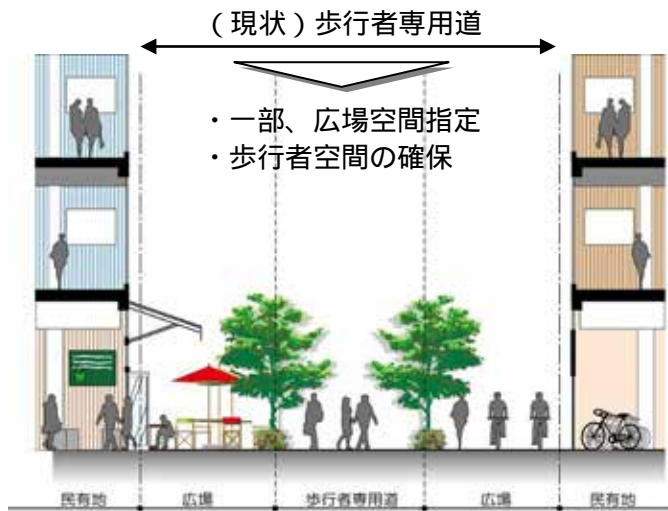 （現状）歩行者専用道
・一部、広場空間指定
・歩行者空間の確保
民有地 広場 歩行者専用道 広場 民有地